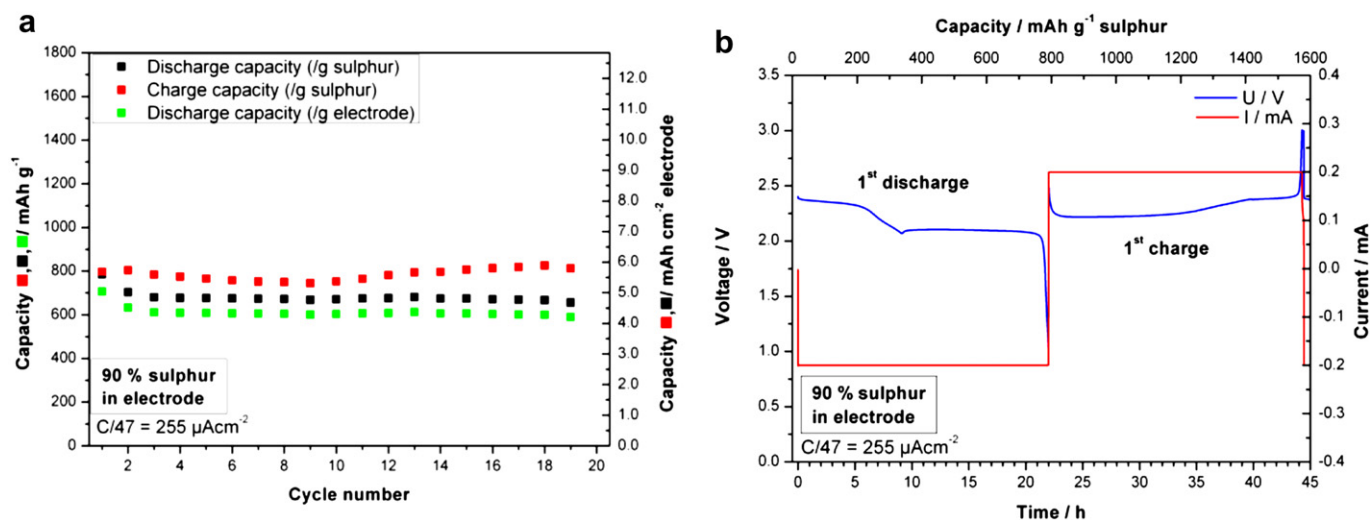 a
1800
1600
1400
1200
1000
800
600
400
200
0
Capacity ■,■,■/ mAh g⁻¹
Discharge capacity (/g sulphur)
Charge capacity (/g sulphur)
Discharge capacity (/g electrode)
90 % sulphur
in electrode
C/47 = 255 µAcm⁻²
2 4 6 8 10 12 14 16 18 20
Cycle number
12.0
11.0
10.0
9.0
8.0
7.0
6.0
5.0
4.0
3.0
2.0
1.0
0.0
Capacity ■,■/ mAh cm⁻² electrode
b
Capacity / mAh g⁻¹ sulphur
0 200 400 600 800 1000 1200 1400 1600
3.5
3.0
2.5
2.0
1.5
1.0
0.5
0.0
Voltage / V
U / V
I / mA
1st discharge
1st charge
90 % sulphur
in electrode
C/47 = 255 µAcm⁻²
0 5 10 15 20 25 30 35 40 45
Time / h
0.4
0.3
0.2
0.1
0.0
-0.1
-0.2
-0.3
-0.4
Current / mA